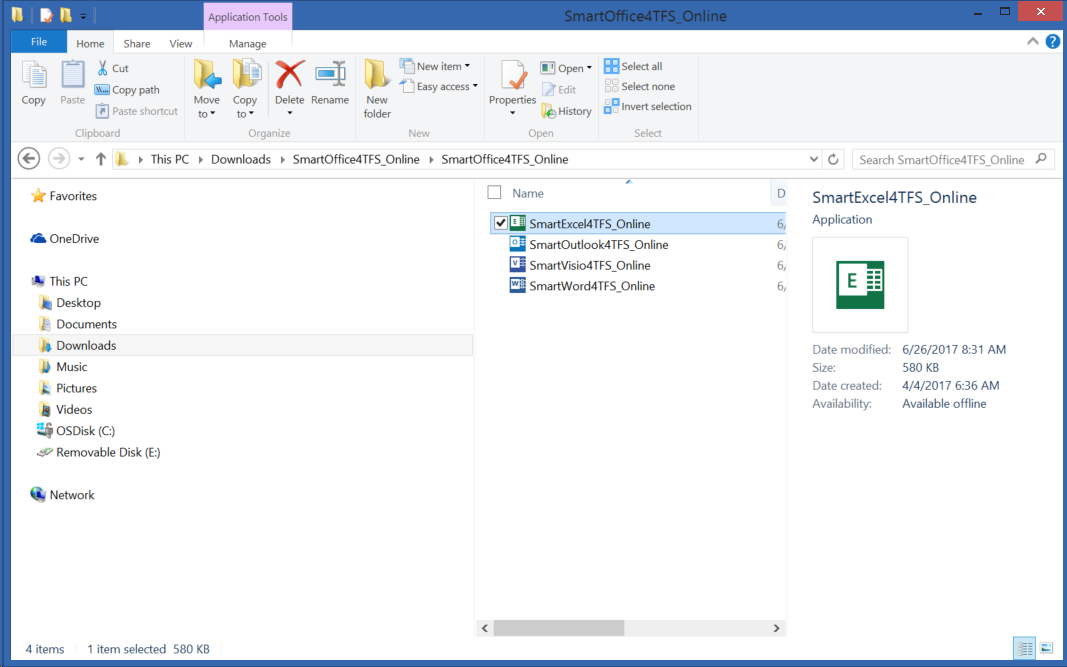 Application Tools
SmartOffice4TFS_Online
File Home Share View Manage
Copy
Paste
Cut
Copy path
Paste shortcut
Clipboard
Move to
Copy to
Delete
Rename
Organize
New folder
New item
Easy access
New
Properties
Open
Edit
History
Open
Select all
Select none
Invert selection
Select
This PC Downloads SmartOffice4TFS_Online SmartOffice4TFS_Online
Search SmartOffice4TFS_Online
Favorites
OneDrive
This PC
Desktop
Documents
Downloads
Music
Pictures
Videos
OSDisk (C:)
Removable Disk (E:)
Network
Name D
SmartExcel4TFS_Online 6/
SmartOutlook4TFS_Online 6/
SmartVisio4TFS_Online 6/
SmartWord4TFS_Online 6/
SmartExcel4TFS_Online
Application
E
Date modified: 6/26/2017 8:31 AM
Size: 580 KB
Date created: 4/4/2017 6:36 AM
Availability: Available offline
4 items 1 item selected 580 KB